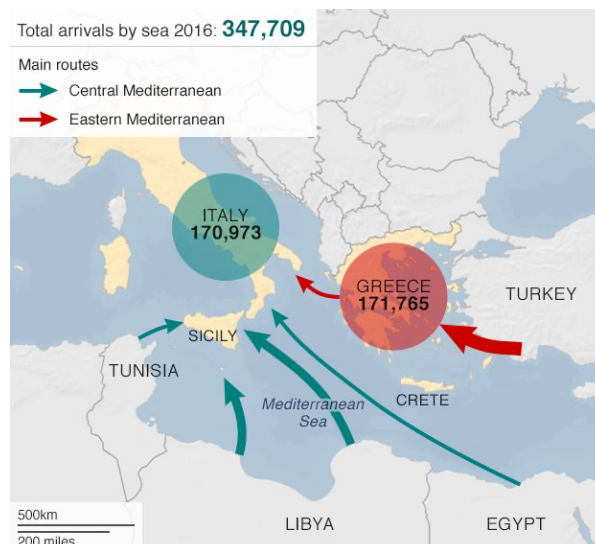 Total arrivals by sea 2016: 347,709
Main routes
Central Mediterranean
Eastern Mediterranean
ITALY
170,973
GREECE
171,765
TURKEY
SICILY
TUNISIA
CRETE
Mediterranean
Sea
500km
200 miles
LIBYA
EGYPT